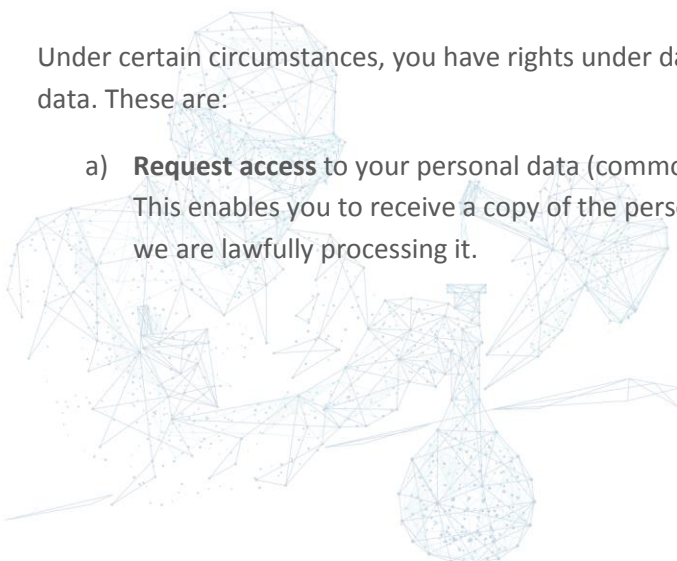 Under certain circumstances, you have rights under da
data. These are:
a) Request access to your personal data (commo
This enables you to receive a copy of the perso
we are lawfully processing it.